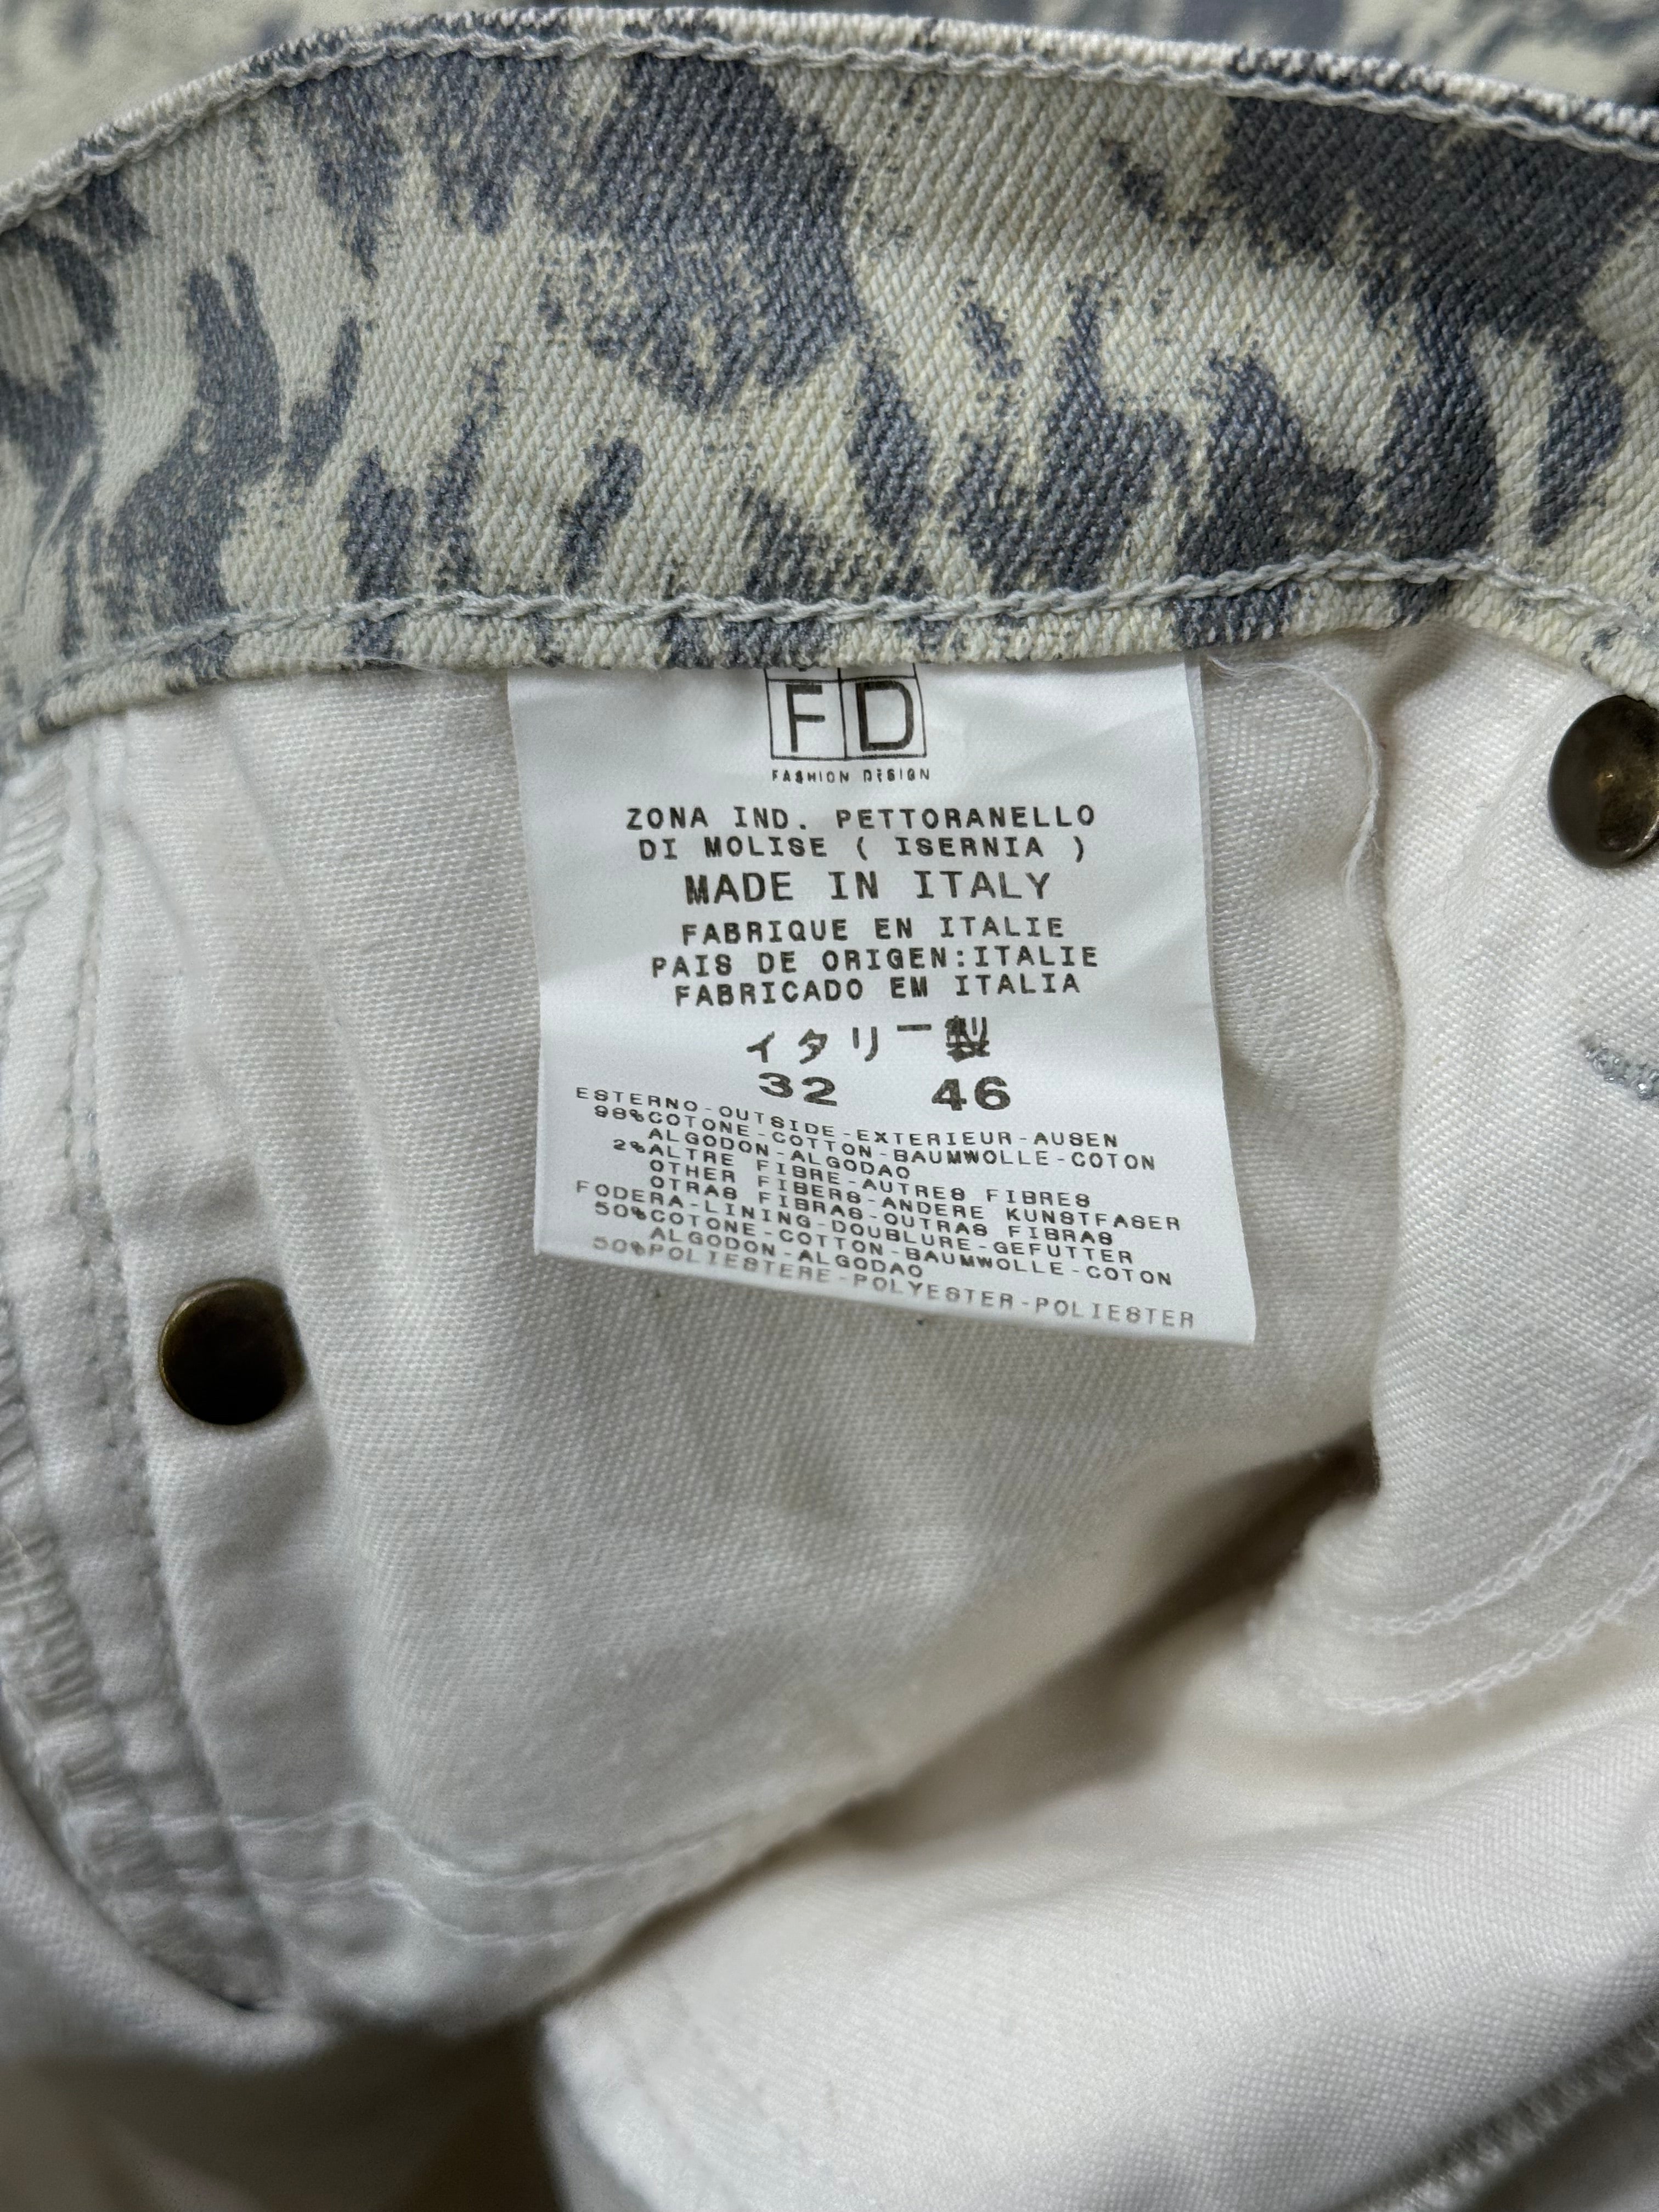 FD
FASHION DESIGN
ZONA IND. PETTORANELLO
DI MOLISE ( ISERNIA )
MADE IN ITALY
FABRIQUE EN ITALIE
PAIS DE ORIGEN:ITALIE
FABRICADO EM ITALIA
イタリー製
32 46
ESTERNO-OUTSIDE-EXTERIEUR-AUSEN
98%COTONE-COTTON-BAUMWOLLE-COTON
ALGODON-ALGODAO
2%ALTRE FIBRE-AUTRES FIBRES
OTHER FIBERS-ANDERE KUNSTFASER
OTRAS FIBRAS-OUTRAS FIBRAS
FODERA-LINING-DOUBLURE-GEFUTTER
50%COTONE-COTTON-BAUMWOLLE-COTON
ALGODON-ALGODAO
50%POLIESTERE-POLYESTER-POLIESTER